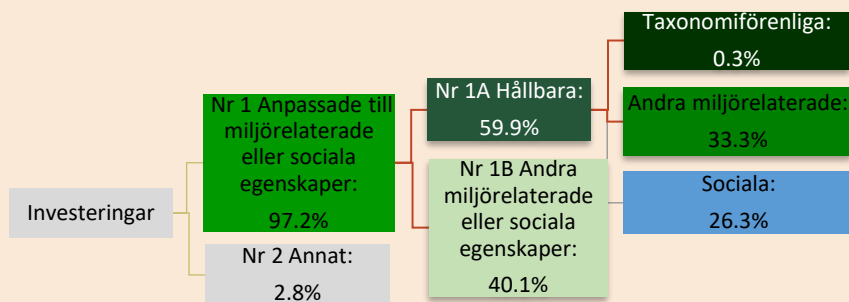 Investeringar
Nr 1 Anpassade till
miljörelaterade
eller sociala
egenskaper:
97.2%
Nr 2 Annat:
2.8%
Nr 1A Hållbara:
59.9%
Nr 1B Andra
miljörelaterade
eller sociala
egenskaper:
40.1%
Taxonomiförenliga:
0.3%
Andra miljörelaterade:
33.3%
Sociala:
26.3%